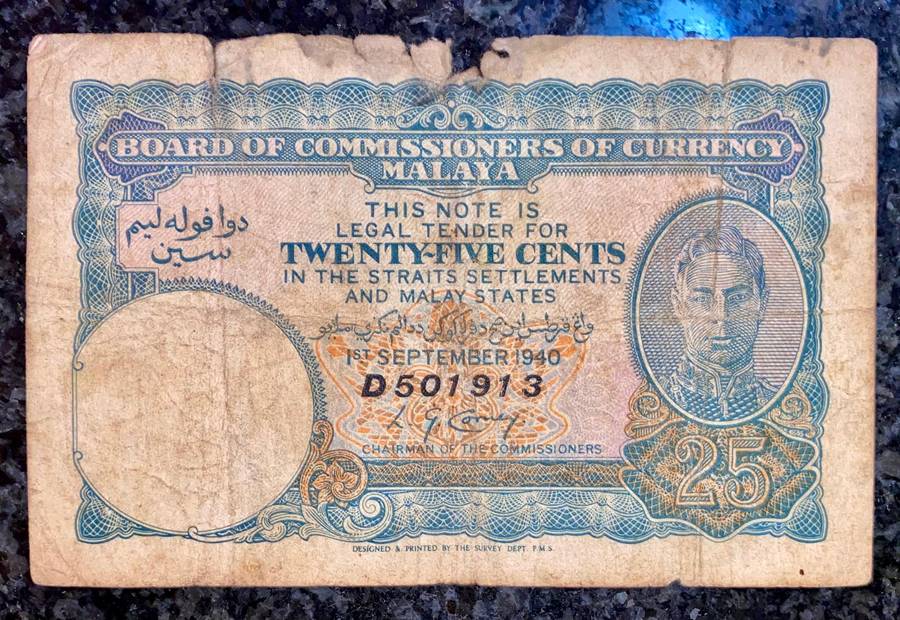 BOARD OF COMMISSIONERS OF CURRENCY
MALAYA
دوا ڤوله ليم
سين
THIS NOTE IS
LEGAL TENDER FOR
TWENTY-FIVE CENTS
IN THE STRAITS SETTLEMENTS
AND MALAY STATES
1ST SEPTEMBER 1940
D501913
CHAIRMAN OF THE COMMISSIONERS
25
DESIGNED & PRINTED BY THE SURVEY DEPT. F.M.S.